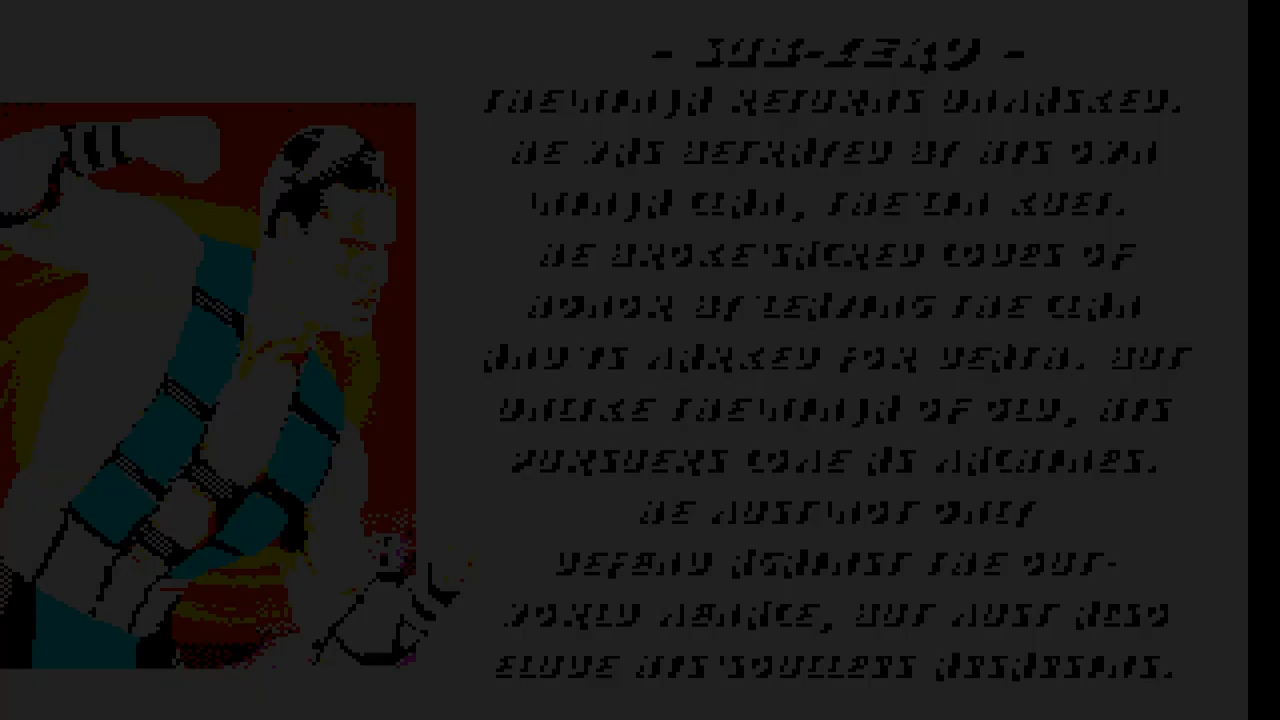 - SUB-ZERO -
THE NINJA RETURNS UNMASKED.
HE WAS BETRAYED BY HIS OWN
NINJA CLAN, THE LIN KUEI.
HE BROKE SACRED CODES OF
HONOR BY LEAVING THE CLAN
AND IS MARKED FOR DEATH. BUT
UNLIKE THE NINJA OF OLD, HIS
PURSUERS COME AS MACHINES.
HE MUST NOT ONLY
DEFEND AGAINST THE OUT-
WORLD MENACE, BUT MUST ALSO
ELUDE HIS SOULLESS ASSASSINS.